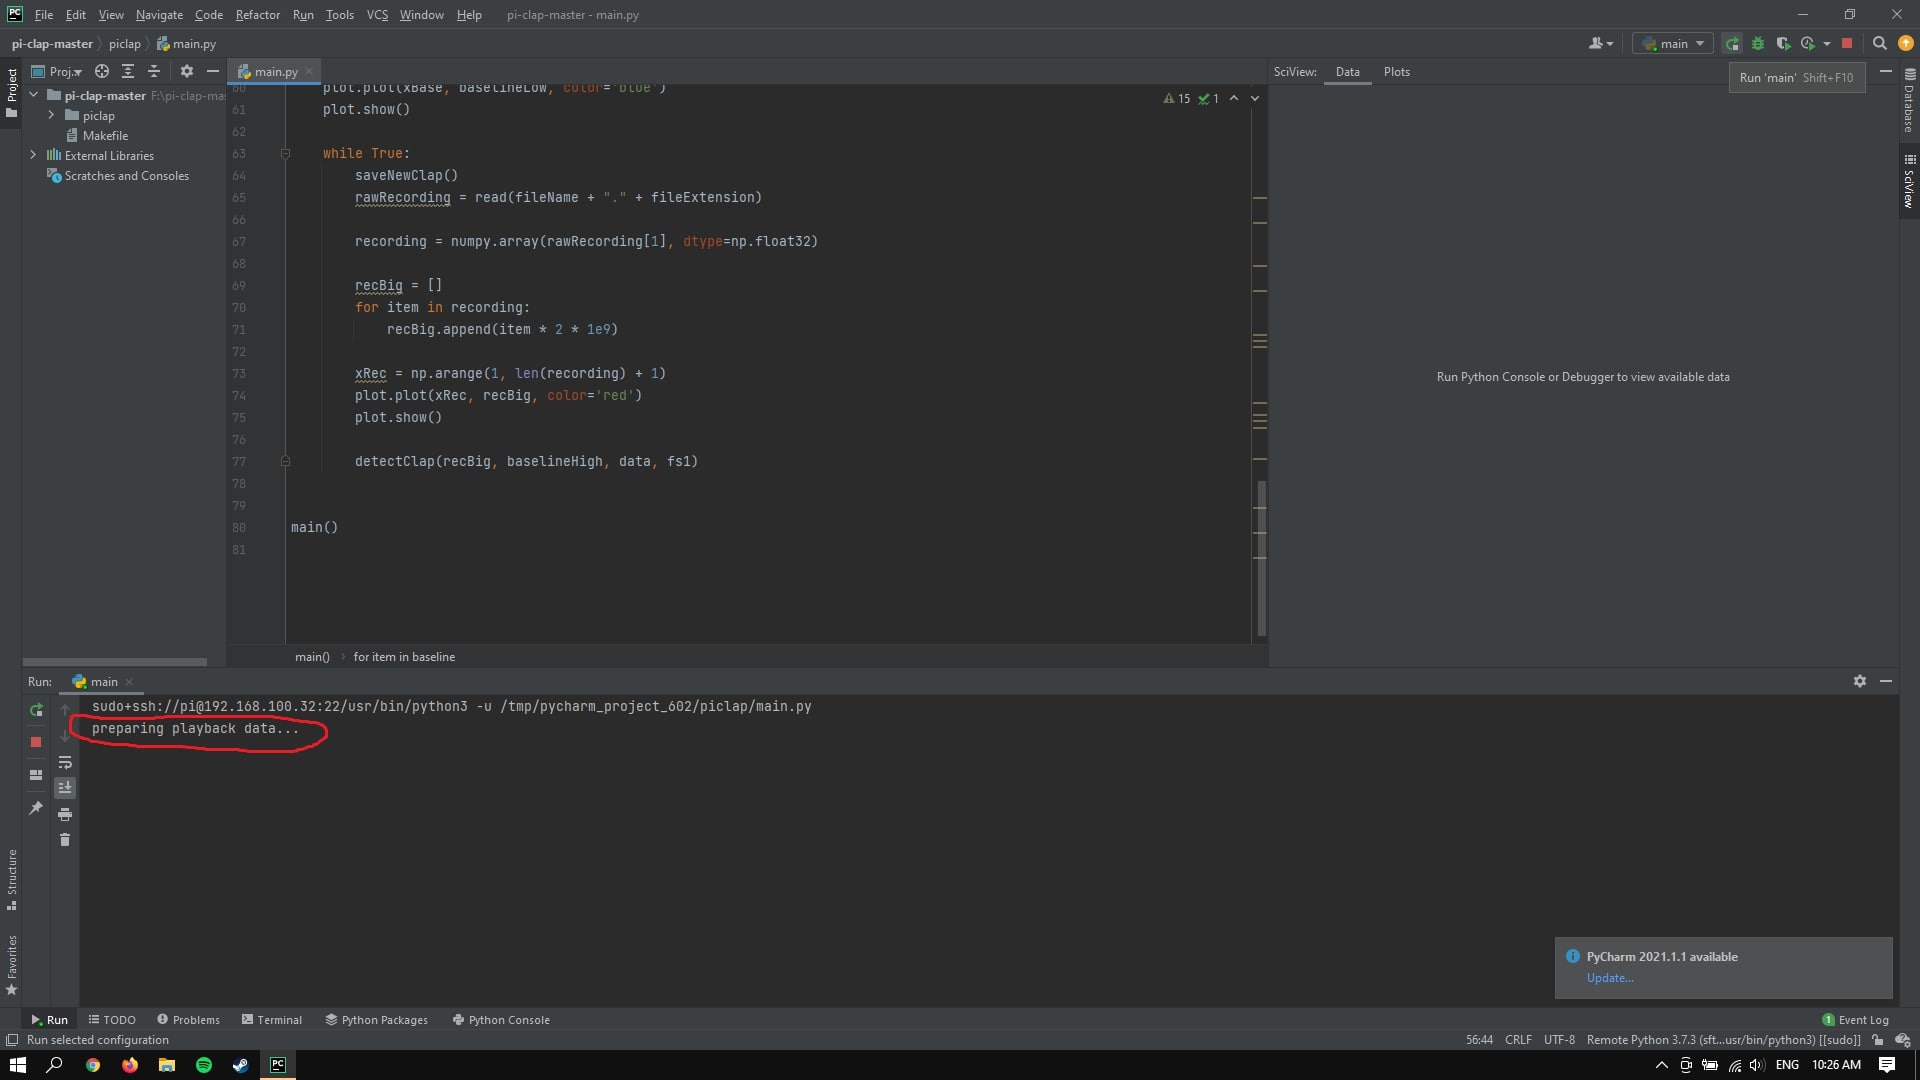 PC File Edit View Navigate Code Refactor Run Tools VCS Window Help pi-clap-master - main.py
pi-clap-master piclap main.py main
Proj... main.py SciView: Data Plots Run 'main' Shift+F10
Project
pi-clap-master F:\pi-clap-mas
piclap
Makefile
External Libraries
Scratches and Consoles
15 1
60 plot.plot(xBase, baselineLow, color='blue')
61 plot.show()
62
63 while True:
64 saveNewClap()
65 rawRecording = read(fileName + "." + fileExtension)
66
67 recording = numpy.array(rawRecording[1], dtype=np.float32)
68
69 recBig = []
70 for item in recording:
71 recBig.append(item * 2 * 1e9)
72
73 xRec = np.arange(1, len(recording) + 1)
74 plot.plot(xRec, recBig, color='red')
75 plot.show()
76
77 detectClap(recBig, baselineHigh, data, fs1)
78
79
80 main()
81
main() for item in baseline
Run Python Console or Debugger to view available data
Database
SciView
Run: main
sudo+ssh://pi@192.168.100.32:22/usr/bin/python3 -u /tmp/pycharm_project_602/piclap/main.py
preparing playback data...
Structure
Favorites
PyCharm 2021.1.1 available
Update...
Run TODO Problems Terminal Python Packages Python Console 1 Event Log
Run selected configuration 56:44 CRLF UTF-8 Remote Python 3.7.3 (sft...usr/bin/python3) [[sudo]]
PC ENG 10:26 AM